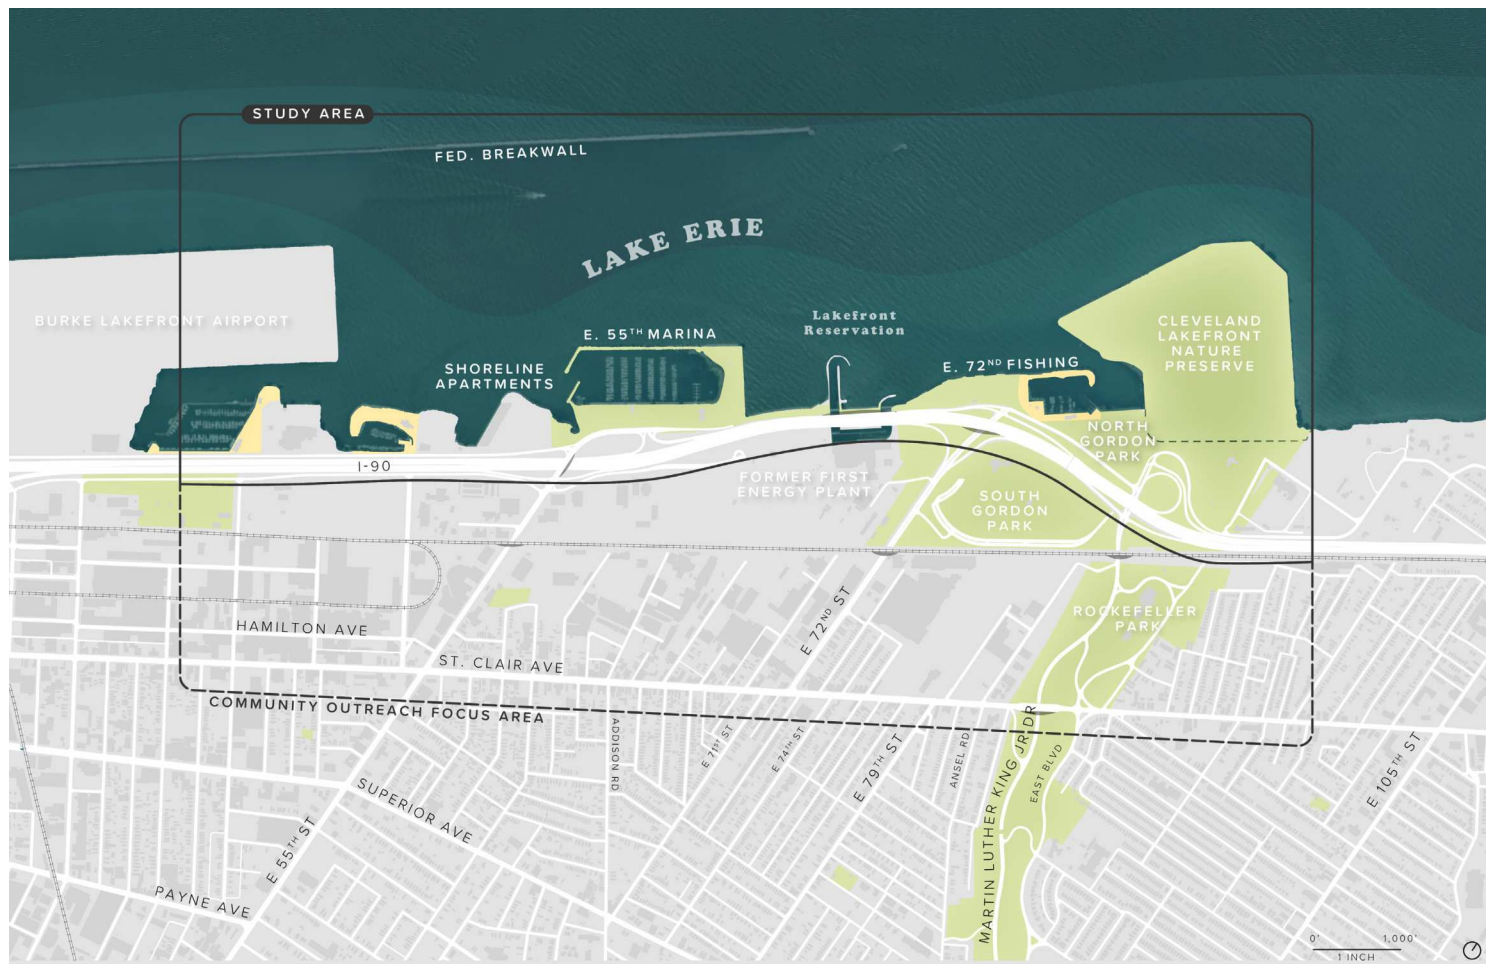 STUDY AREA
FED. BREAKWALL
LAKE ERIE
BURKE LAKEFRONT AIRPORT
Lakefront
Reservation
E. 55TH MARINA
SHORELINE
APARTMENTS
E. 72ND FISHING
CLEVELAND
LAKEFRONT
NATURE
PRESERVE
NORTH
GORDON
PARK
I-90
FORMER FIRST
ENERGY PLANT
SOUTH
GORDON
PARK
ROCKEFELLER
PARK
HAMILTON AVE
E 72ND ST
ST. CLAIR AVE
COMMUNITY OUTREACH FOCUS AREA
ADDISON RD
E 71ST ST
E 74TH ST
E 79TH ST
ANSEL RD
MARTIN LUTHER KING JR DR
EAST BLVD
E 105TH ST
SUPERIOR AVE
E 55TH ST
PAYNE AVE
0' 1,000'
1 INCH